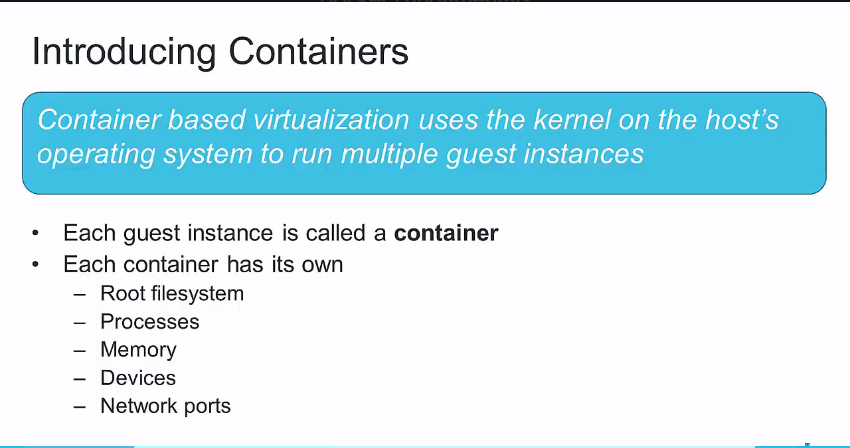 Introducing Containers
Container based virtualization uses the kernel on the host's
operating system to run multiple guest instances
• Each guest instance is called a container
• Each container has its own
– Root filesystem
– Processes
– Memory
– Devices
– Network ports